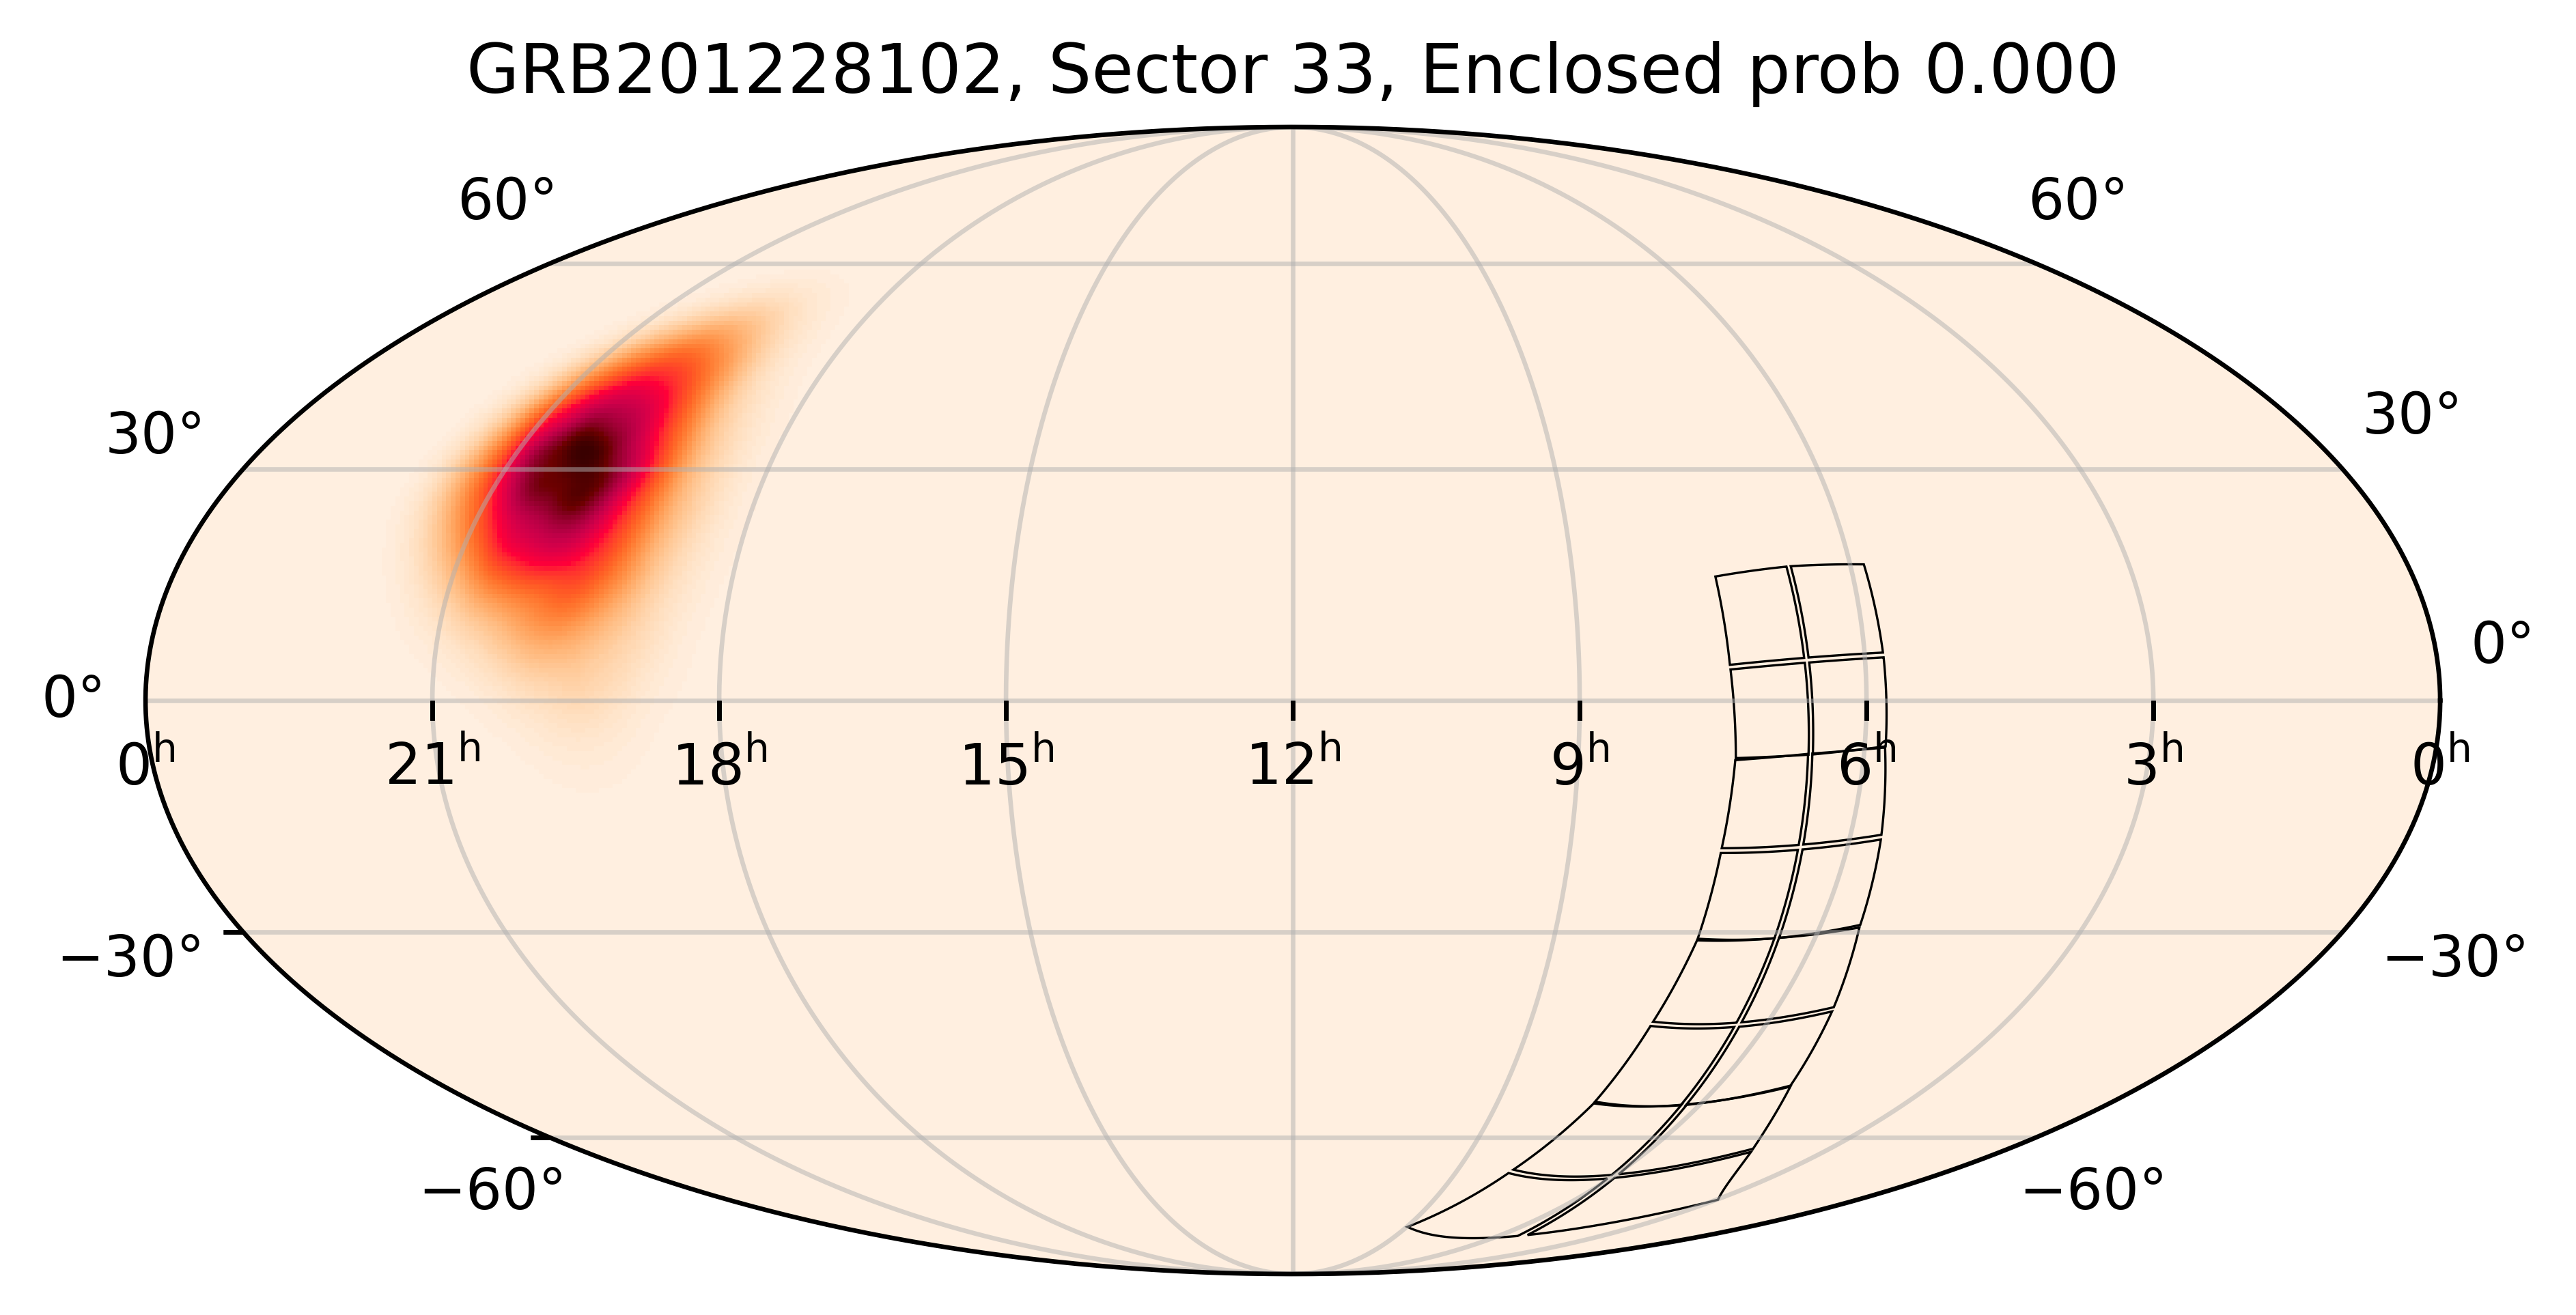 GRB201228102, Sector 33, Enclosed prob 0.000
60° 60°
30° 30°
0° 0°
0ʰ 21ʰ 18ʰ 15ʰ 12ʰ 9ʰ 6ʰ 3ʰ 0ʰ
−30° −30°
−60° −60°